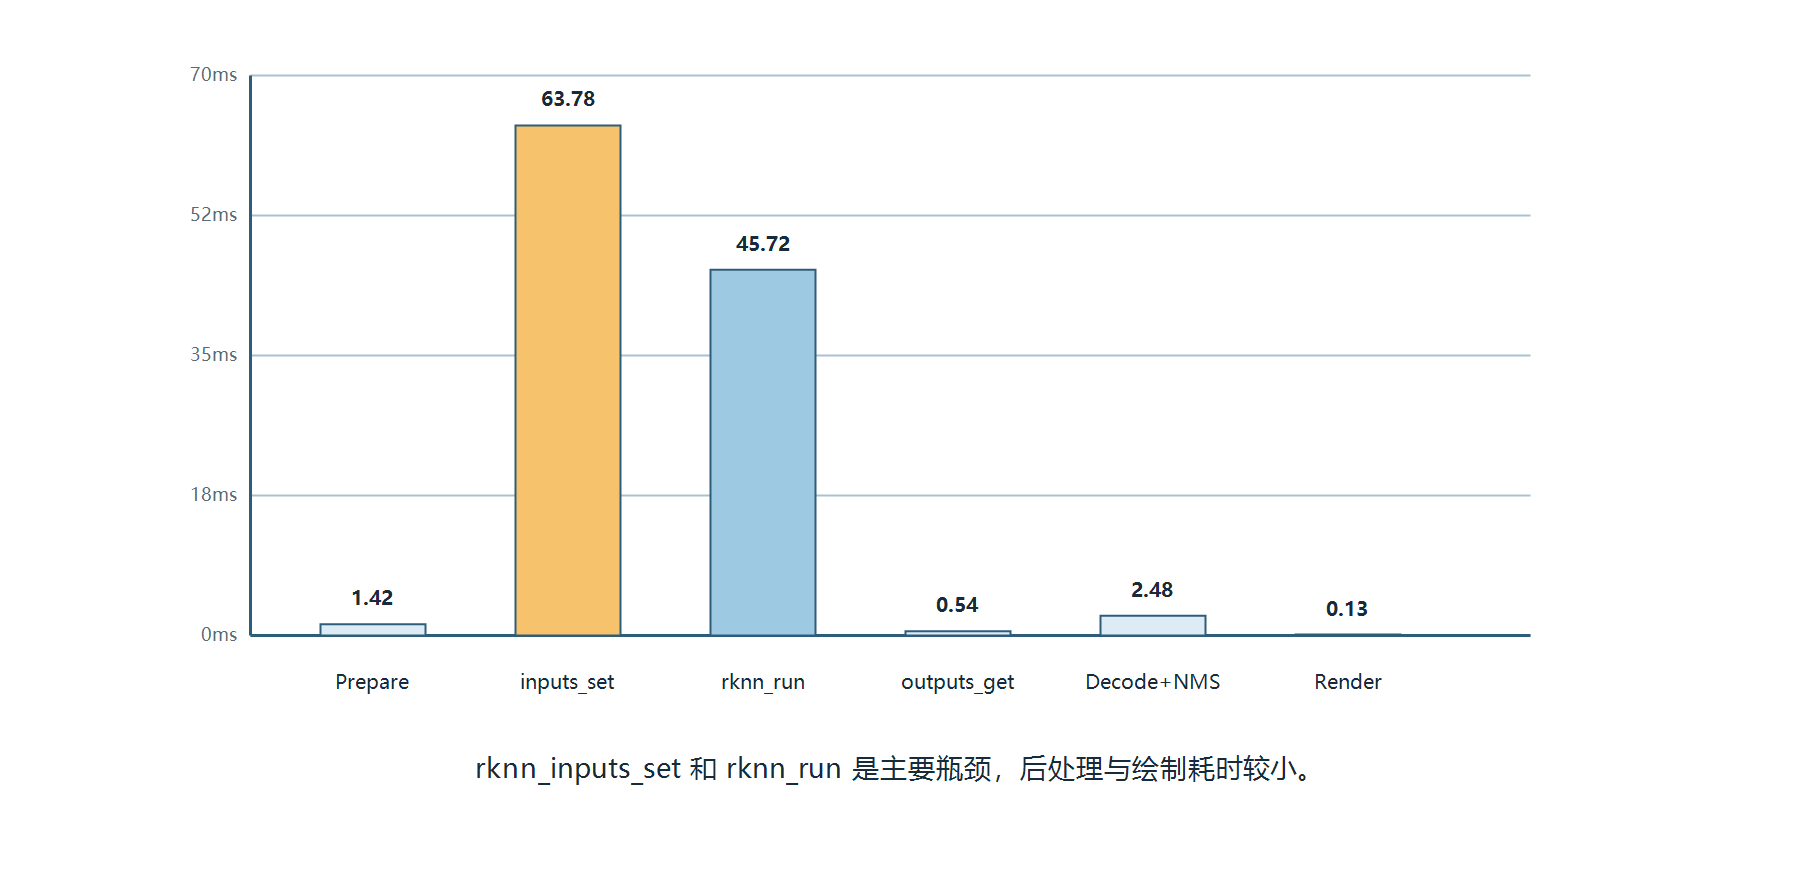 70ms
63.78
52ms
45.72
35ms
18ms
1.42
0.54
2.48
0.13
0ms
Prepare inputs_set rknn_run outputs_get Decode+NMS Render
rknn_inputs_set 和 rknn_run 是主要瓶颈，后处理与绘制耗时较小。